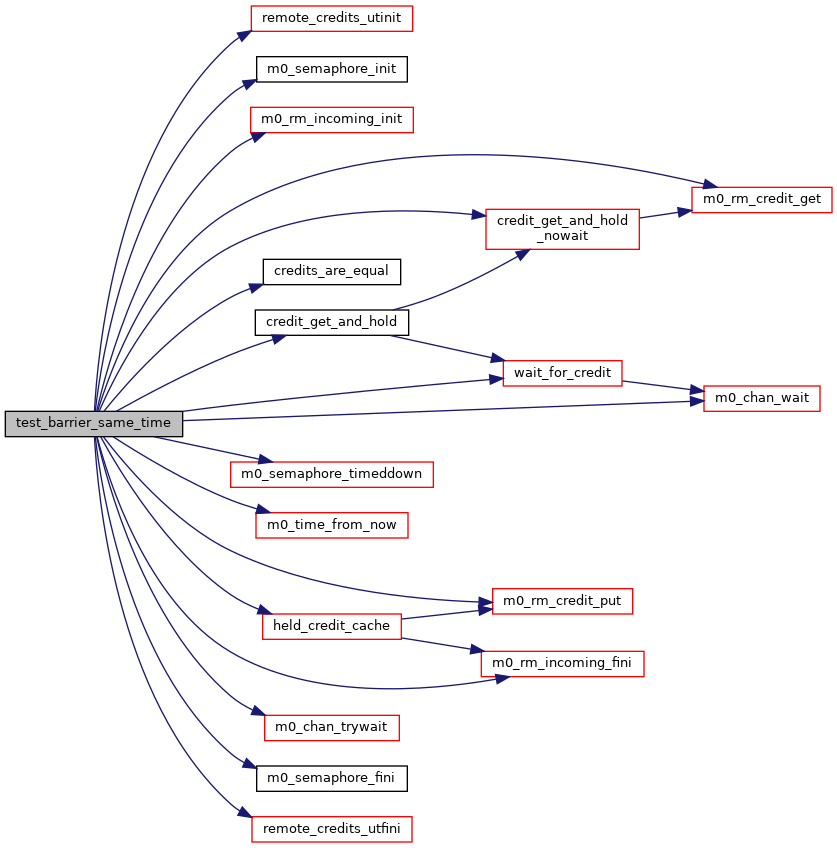 remote_credits_utinit
m0_semaphore_init
m0_rm_incoming_init
m0_rm_credit_get
credit_get_and_hold
_nowait
credits_are_equal
credit_get_and_hold
wait_for_credit
m0_chan_wait
test_barrier_same_time
m0_semaphore_timeddown
m0_time_from_now
m0_rm_credit_put
held_credit_cache
m0_rm_incoming_fini
m0_chan_trywait
m0_semaphore_fini
remote_credits_utfini